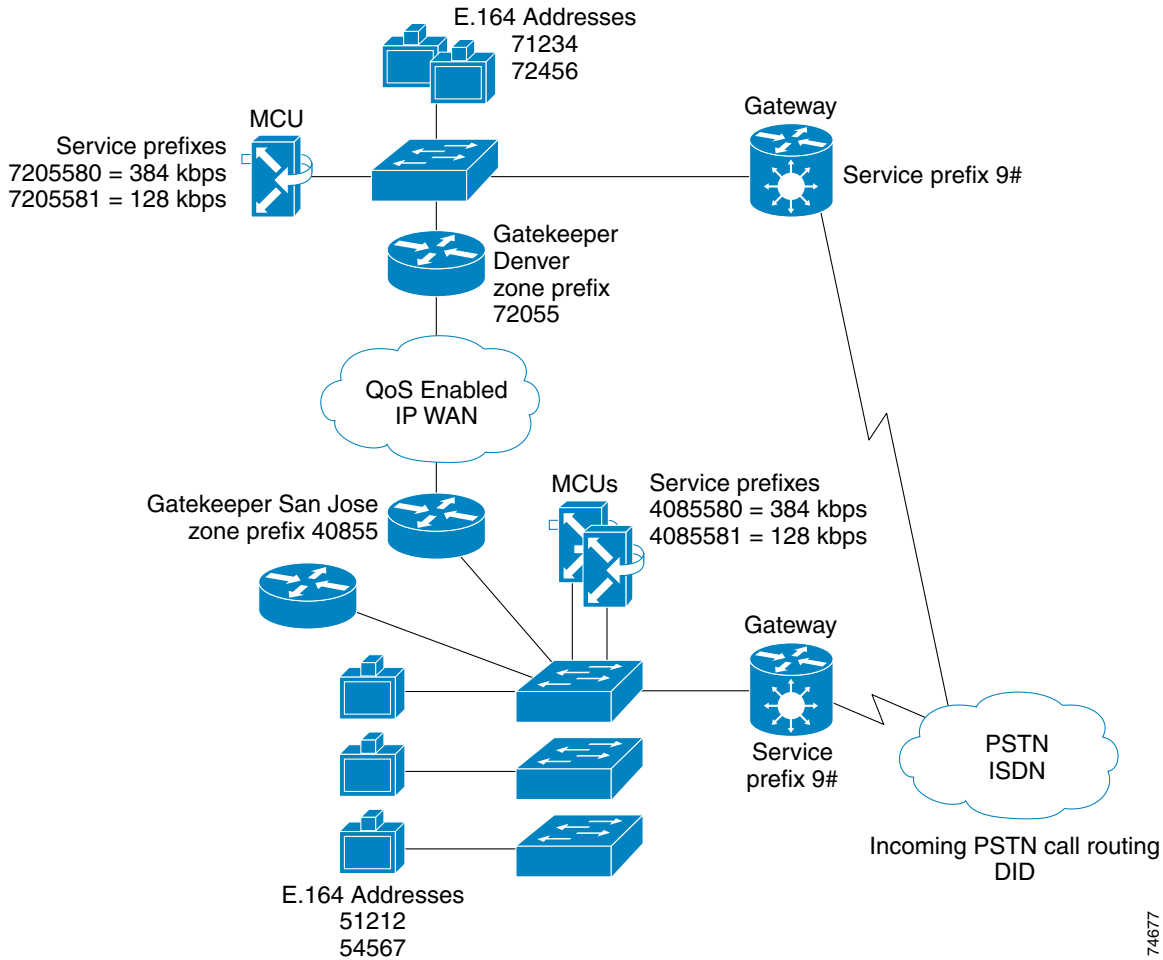 E.164 Addresses
71234
72456
MCU
Service prefixes
7205580 = 384 kbps
7205581 = 128 kbps
Gateway
Service prefix 9#
Gatekeeper
Denver
zone prefix
72055
QoS Enabled
IP WAN
Gatekeeper San Jose
zone prefix 40855
MCUs
Service prefixes
4085580 = 384 kbps
4085581 = 128 kbps
Gateway
Service
prefix 9#
PSTN
ISDN
Incoming PSTN call routing
DID
E.164 Addresses
51212
54567
74677